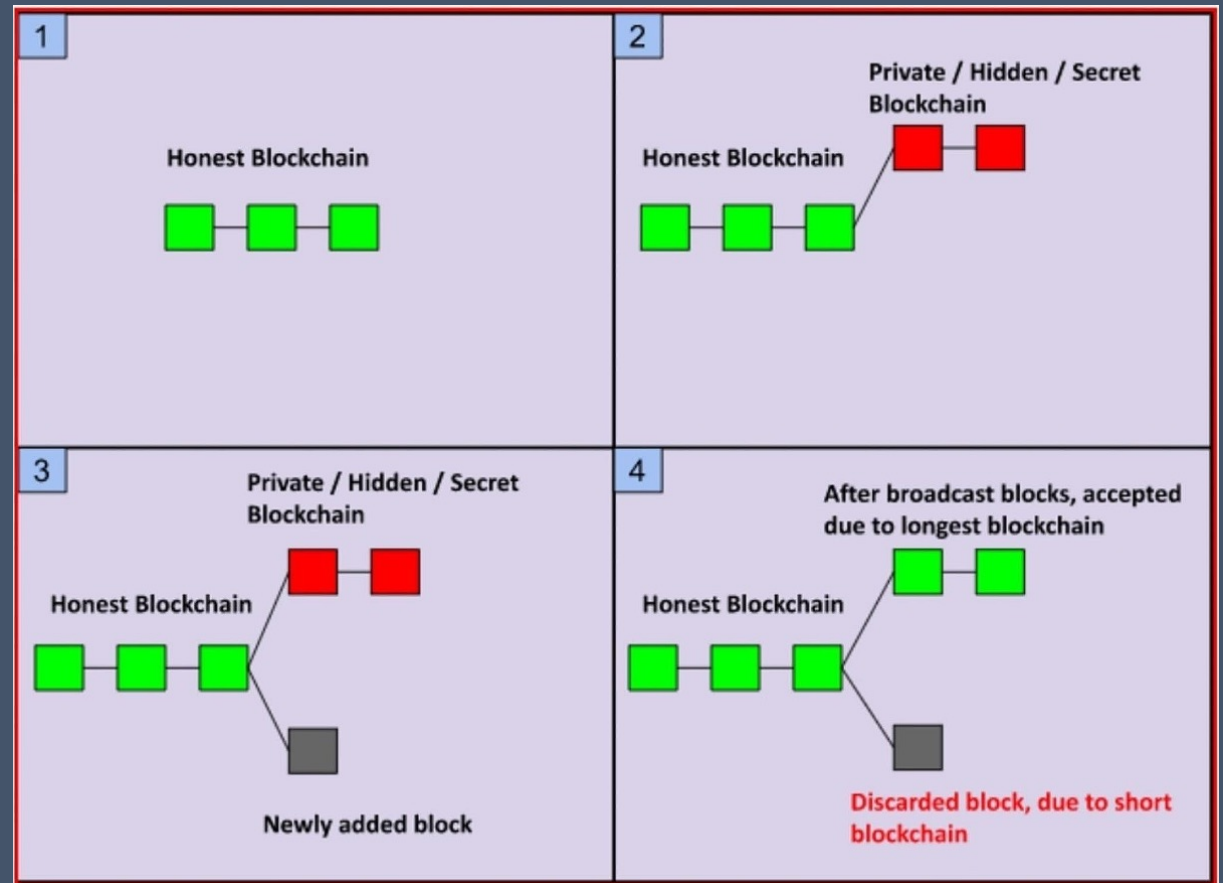 1
Honest Blockchain
2
Private / Hidden / Secret
Blockchain
Honest Blockchain
3
Private / Hidden / Secret
Blockchain
Honest Blockchain
Newly added block
4
After broadcast blocks, accepted
due to longest blockchain
Honest Blockchain
Discarded block, due to short
blockchain